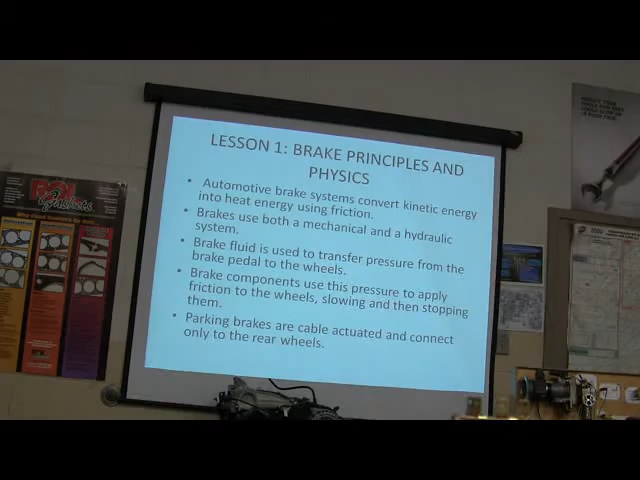 LESSON 1: BRAKE PRINCIPLES AND
PHYSICS
• Automotive brake systems convert kinetic energy
into heat energy using friction.
• Brakes use both a mechanical and a hydraulic
system.
• Brake fluid is used to transfer pressure from the
brake pedal to the wheels.
• Brake components use this pressure to apply
friction to the wheels, slowing and then stopping
them.
• Parking brakes are cable actuated and connect
only to the rear wheels.
Gaskets